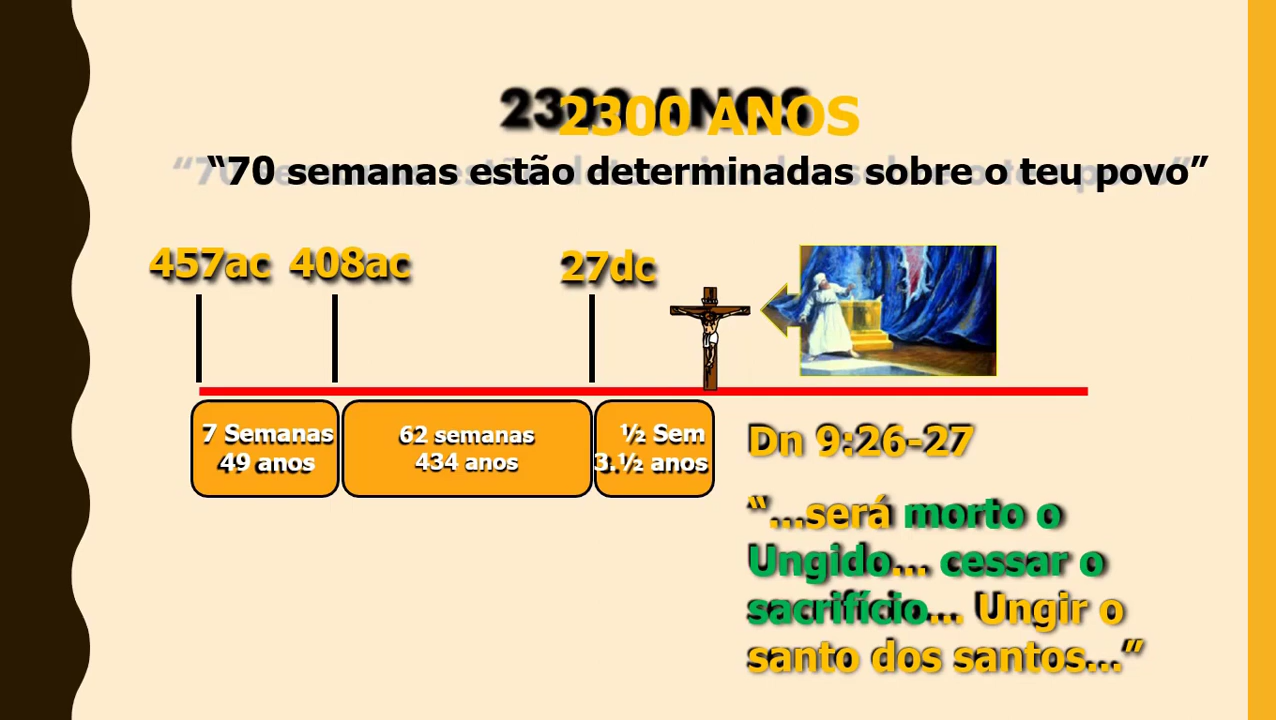 2300 ANOS
“70 semanas estão determinadas sobre o teu povo”
457ac 408ac 27dc
7 Semanas
49 anos
62 semanas
434 anos
½ Sem
3.½ anos
Dn 9:26-27
“...será morto o
Ungido... cessar o
sacrifício... Ungir o
santo dos santos...”